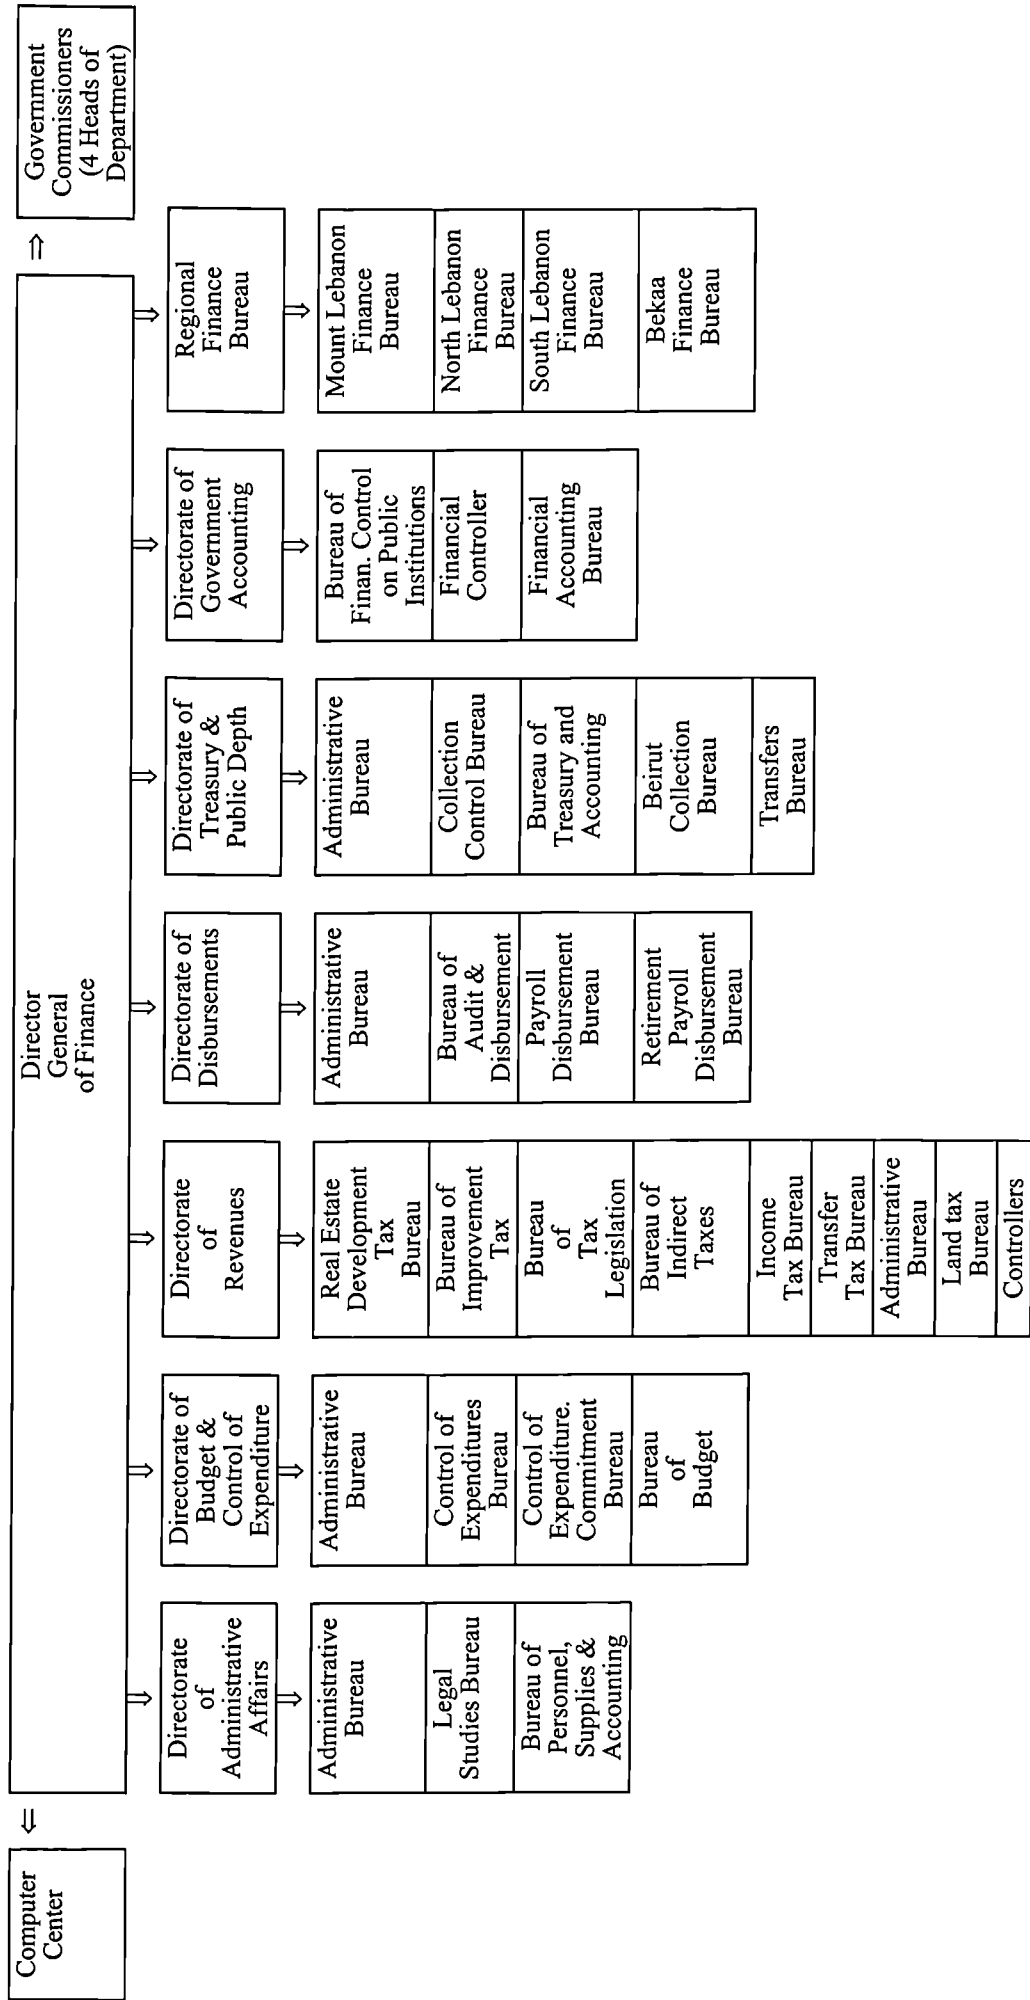 Computer
Center
Director
General
of Finance
Government
Commissioners
(4 Heads of
Department)
Directorate
of
Administrative
Affairs
Administrative
Bureau
Legal
Studies Bureau
Bureau of
Personnel,
Supplies &
Accounting
Directorate of
Budget &
Control of
Expenditure
Administrative
Bureau
Control of
Expenditures
Bureau
Control of
Expenditure.
Commitment
Bureau
Bureau
of
Budget
Directorate
of
Revenues
Real Estate
Development
Tax
Bureau
Bureau of
Improvement
Tax
Bureau
of
Tax
Legislation
Bureau of
Indirect
Taxes
Income
Tax Bureau
Transfer
Tax Bureau
Administrative
Bureau
Land tax
Bureau
Controllers
Directorate of
Disbursements
Administrative
Bureau
Bureau of
Audit &
Disbursement
Payroll
Disbursement
Bureau
Retirement
Payroll
Disbursement
Bureau
Directorate of
Treasury &
Public Depth
Administrative
Bureau
Collection
Control Bureau
Bureau of
Treasury and
Accounting
Beirut
Collection
Bureau
Transfers
Bureau
Directorate of
Government
Accounting
Bureau of
Finan. Control
on Public
Institutions
Financial
Controller
Financial
Accounting
Bureau
Regional
Finance
Bureau
Mount Lebanon
Finance
Bureau
North Lebanon
Finance
Bureau
South Lebanon
Finance
Bureau
Bekaa
Finance
Bureau